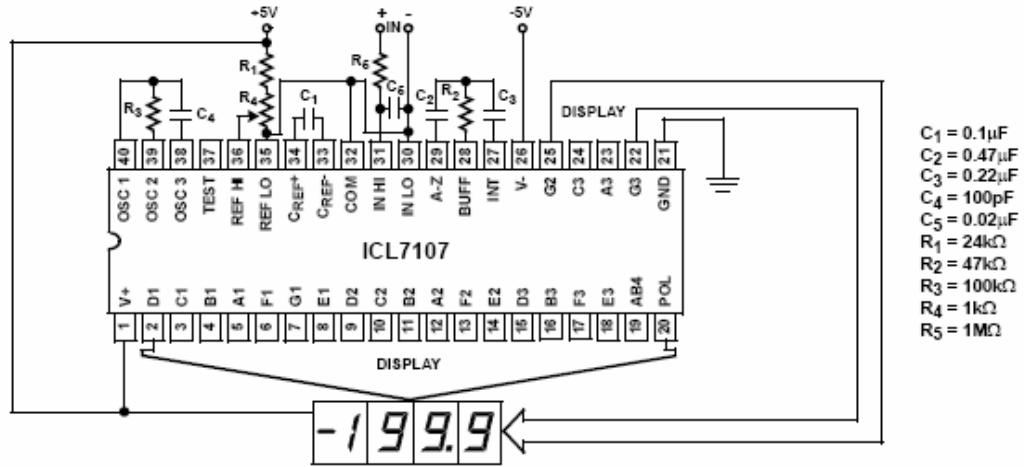 +5V
+ -
IN
-5V
R1
R4
R5
C5
R3
C4
C1
C2
R2
C3
DISPLAY
40 39 38 37 36 35 34 33 32 31 30 29 28 27 26 25 24 23 22 21
OSC 1
OSC 2
OSC 3
TEST
REF HI
REF LO
CREF+
CREF-
COM
IN HI
IN LO
A-Z
BUFF
INT
V-
G2
C3
A3
G3
GND
ICL7107
V+
D1
C1
B1
A1
F1
G1
E1
D2
C2
B2
A2
F2
E2
D3
B3
F3
E3
AB4
POL
1 2 3 4 5 6 7 8 9 10 11 12 13 14 15 16 17 18 19 20
DISPLAY
-199.9
C1 = 0.1µF
C2 = 0.47µF
C3 = 0.22µF
C4 = 100pF
C5 = 0.02µF
R1 = 24kΩ
R2 = 47kΩ
R3 = 100kΩ
R4 = 1kΩ
R5 = 1MΩ